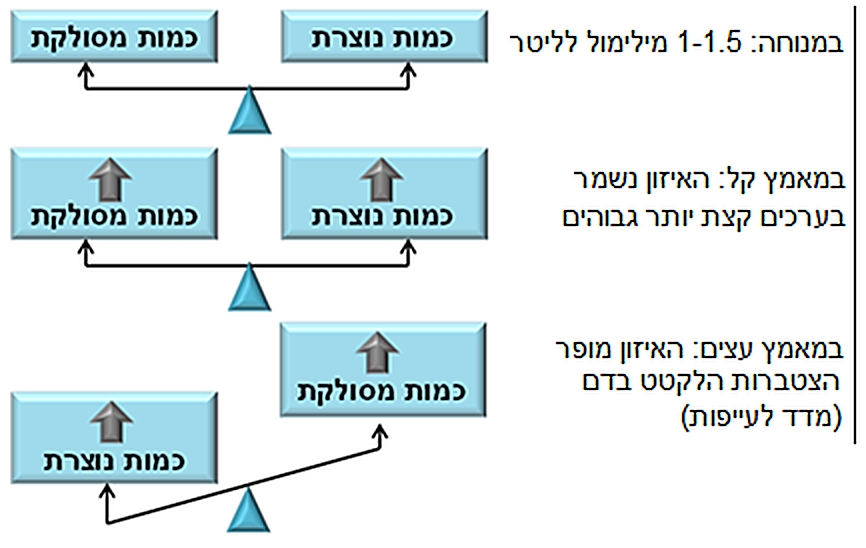 במנוחה: 1-1.5 מילימול לליטר
כמות נוצרת
כמות מסולקת
במאמץ קל: האיזון נשמר
בערכים קצת יותר גבוהים
כמות נוצרת
כמות מסולקת
במאמץ עצים: האיזון מופר
הצטברות הלקטט בדם
(מדד לעייפות)
כמות מסולקת
כמות נוצרת